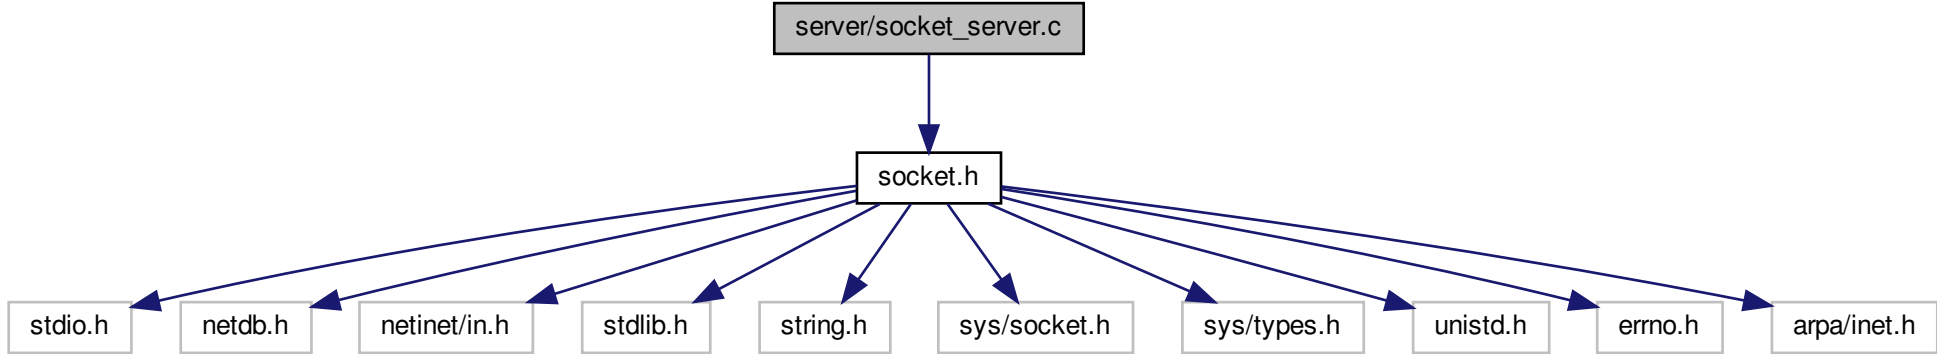 server/socket_server.c
socket.h
stdio.h
netdb.h
netinet/in.h
stdlib.h
string.h
sys/socket.h
sys/types.h
unistd.h
errno.h
arpa/inet.h